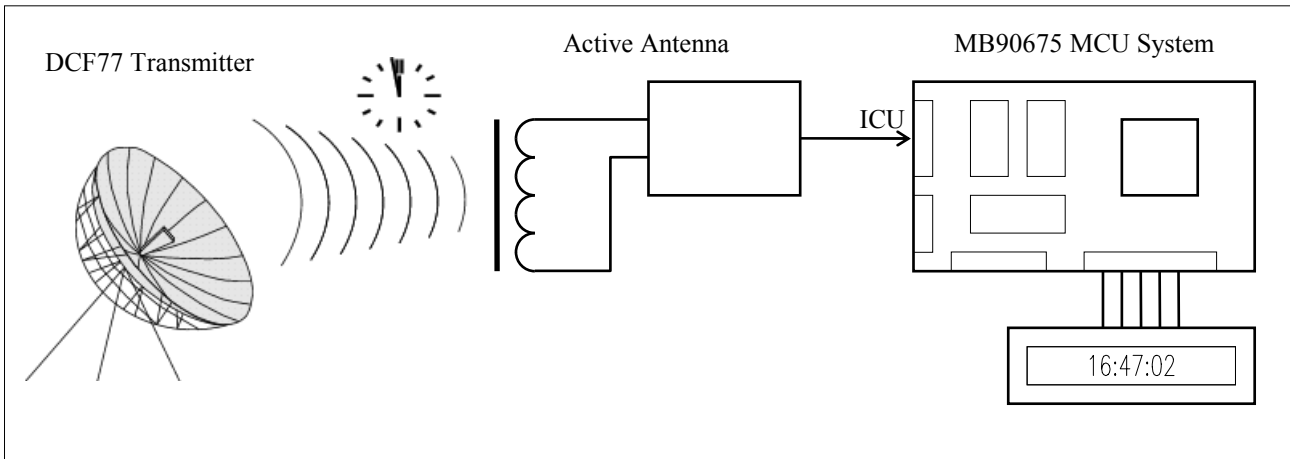 DCF77 Transmitter
Active Antenna
MB90675 MCU System
ICU
16:47:02